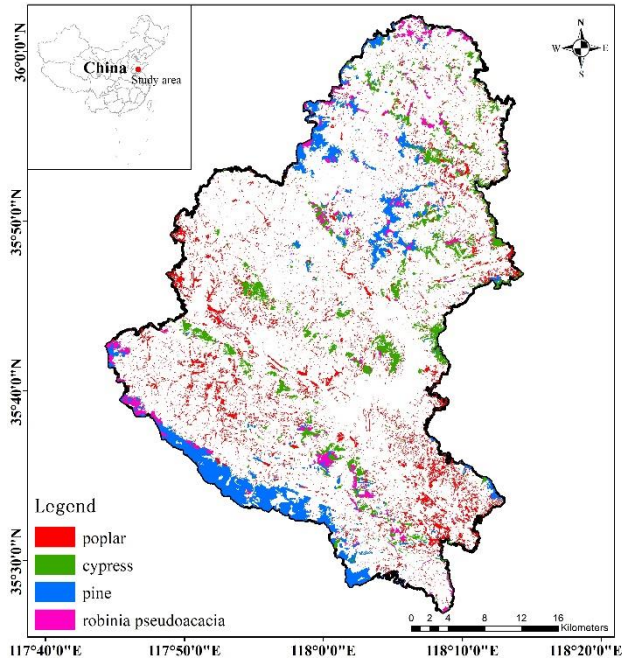 N
W
E
S
China
Study area
36°0'0"N
35°50'0"N
35°40'0"N
35°30'0"N
Legend
poplar
cypress
pine
robinia pseudoacacia
0 2 4 8 12 16
Kilometers
117°40'0"E 117°50'0"E 118°0'0"E 118°10'0"E 118°20'0"E